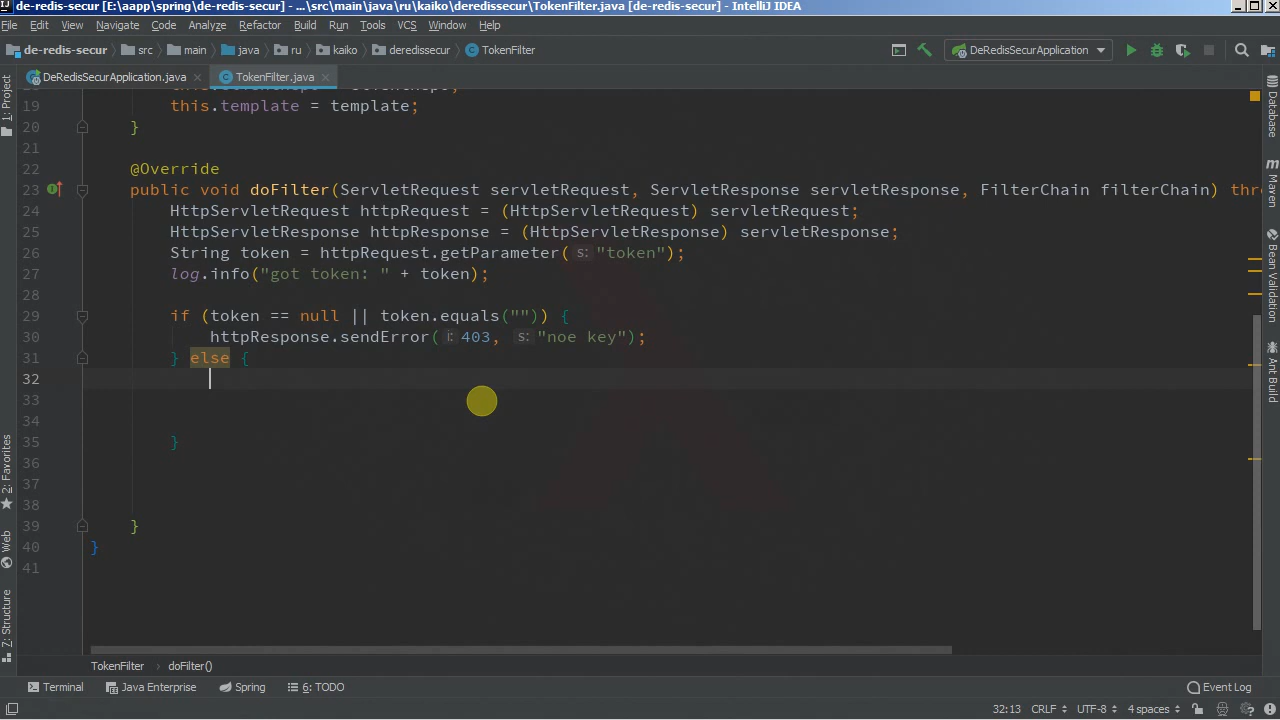 de-redis-secur [E:\aapp\spring\de-redis-secur] - ...\src\main\java\ru\kaiko\deredissecur\TokenFilter.java [de-redis-secur] - IntelliJ IDEA
File Edit View Navigate Code Analyze Refactor Build Run Tools VCS Window Help
de-redis-secur src main java ru kaiko deredissecur TokenFilter DeRedisSecurApplication
DeRedisSecurApplication.java TokenFilter.java
1: Project
Database
Maven
Bean Validation
Ant Build
19 this.template = template;
20 }
21
22 @Override
23 public void doFilter(ServletRequest servletRequest, ServletResponse servletResponse, FilterChain filterChain) thro
24 HttpServletRequest httpRequest = (HttpServletRequest) servletRequest;
25 HttpServletResponse httpResponse = (HttpServletResponse) servletResponse;
26 String token = httpRequest.getParameter( s: "token");
27 log.info("got token: " + token);
28
29 if (token == null || token.equals("")) {
30 httpResponse.sendError( i: 403, s: "noe key");
31 } else {
32
33
34
35 }
36
37
38
39 }
40 }
41
2: Favorites
Web
7: Structure
TokenFilter doFilter()
Terminal Java Enterprise Spring 6: TODO Event Log
32:13 CRLF UTF-8 4 spaces